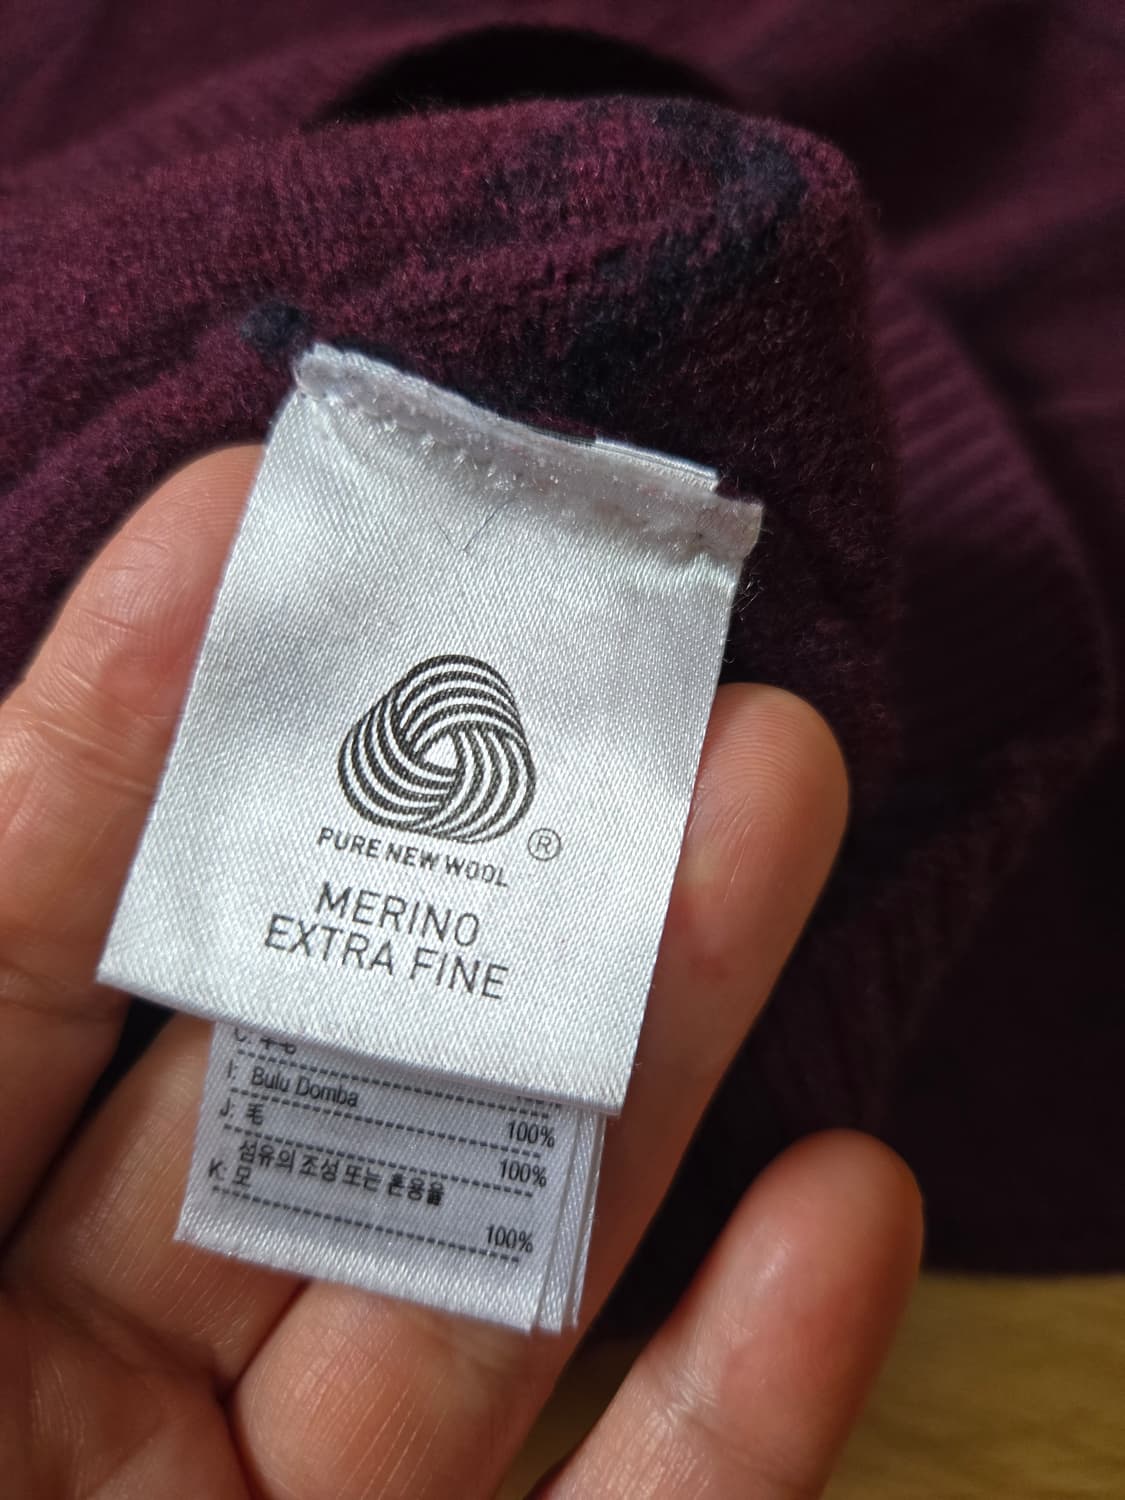 PURE NEW WOOL ®
MERINO
EXTRA FINE
I: Bulu Domba
100%
J: 毛
100%
섬유의 조성 또는 혼용율
K: 모
100%